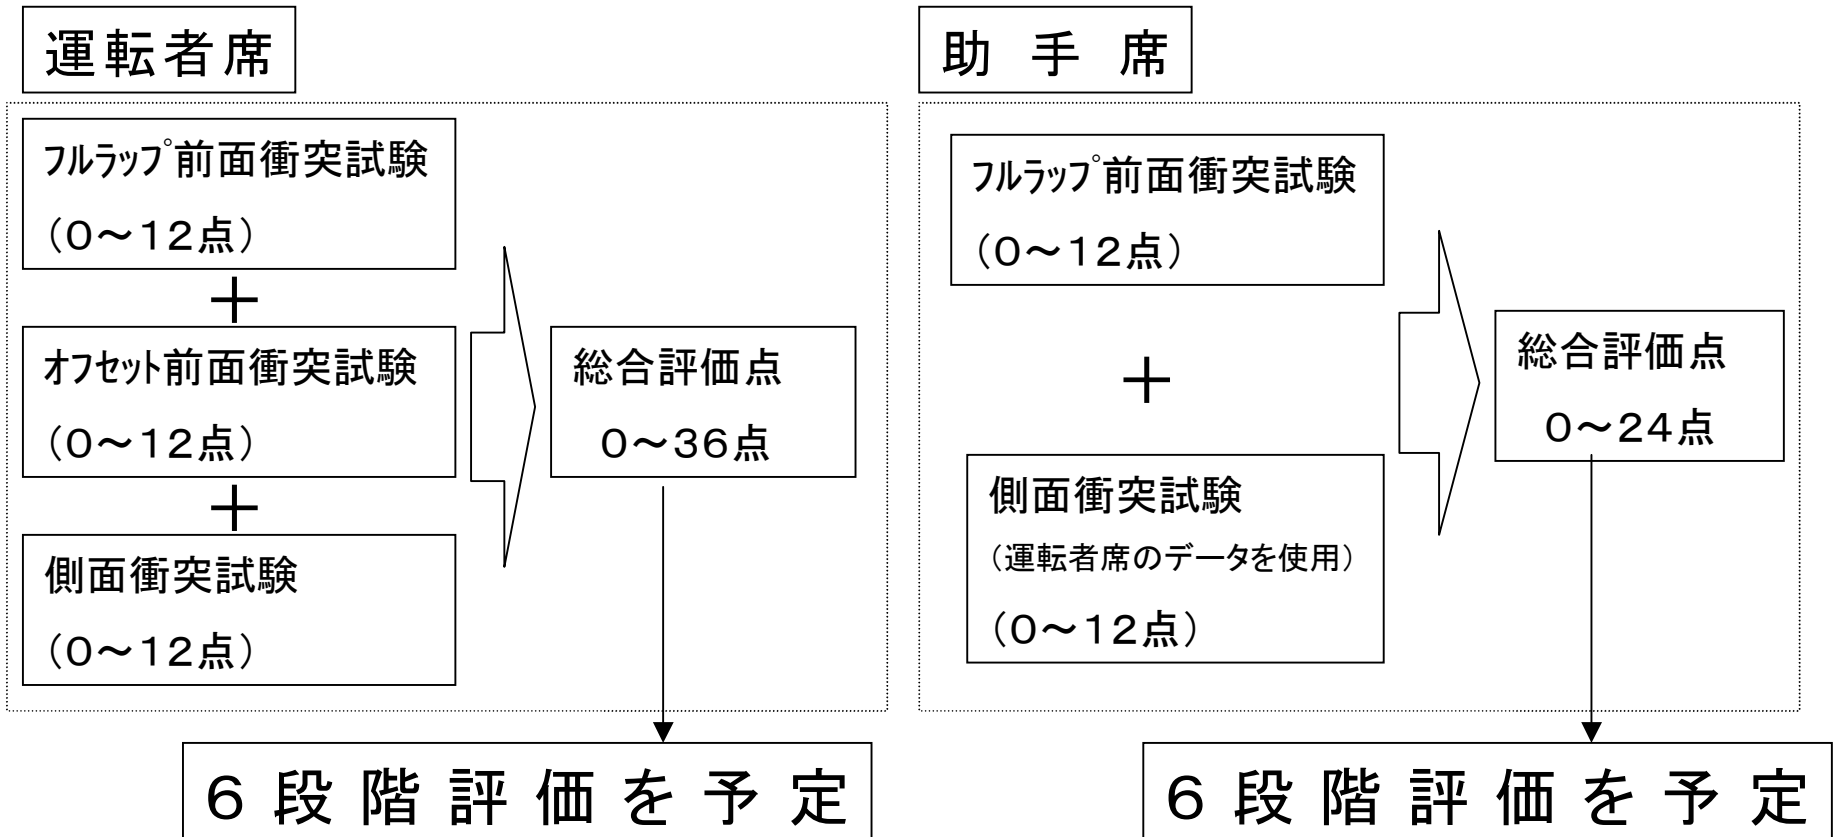 運転者席
フルラップ前面衝突試験
(0~12点)
+
オフセット前面衝突試験
(0~12点)
+
側面衝突試験
(0~12点)
総合評価点
0~36点
6段階評価を予定
助手席
フルラップ前面衝突試験
(0~12点)
+
側面衝突試験
(運転者席のデータを使用)
(0~12点)
総合評価点
0~24点
6段階評価を予定